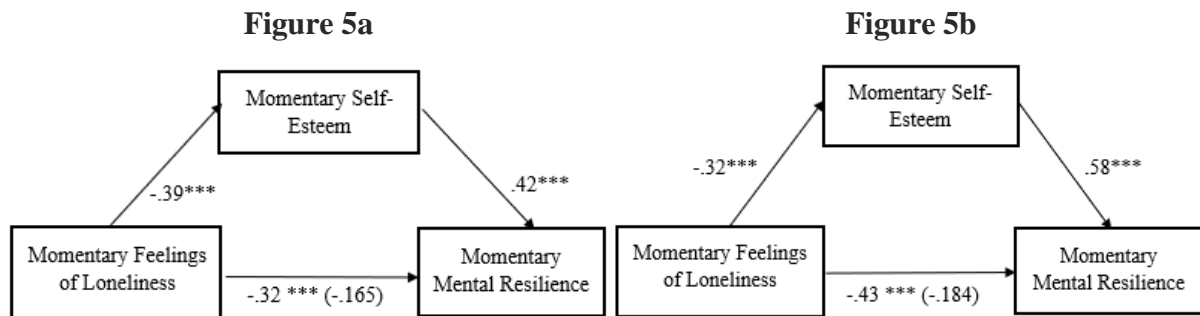 Figure 5a
Momentary Self-
Esteem
-.39***
.42***
Momentary Feelings
of Loneliness
-.32 *** (-.165)
Momentary
Mental Resilience
Figure 5b
Momentary Self-
Esteem
-.32***
.58***
Momentary Feelings
of Loneliness
-.43 *** (-.184)
Momentary
Mental Resilience